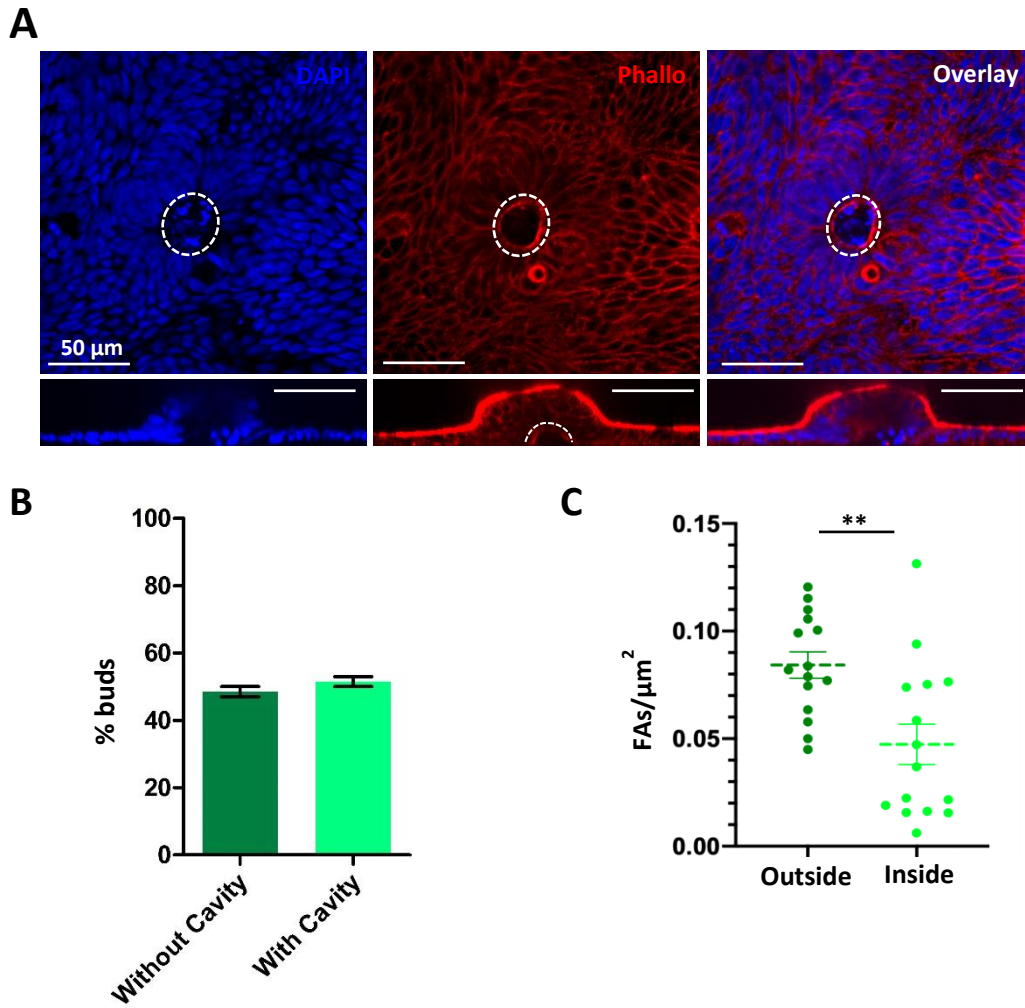 A
DAPI
Phallo
Overlay
50 μm
B
% buds
100
80
60
40
20
0
Without Cavity
With Cavity
C
FAs/μm²
0.15
0.10
0.05
0.00
**
Outside
Inside